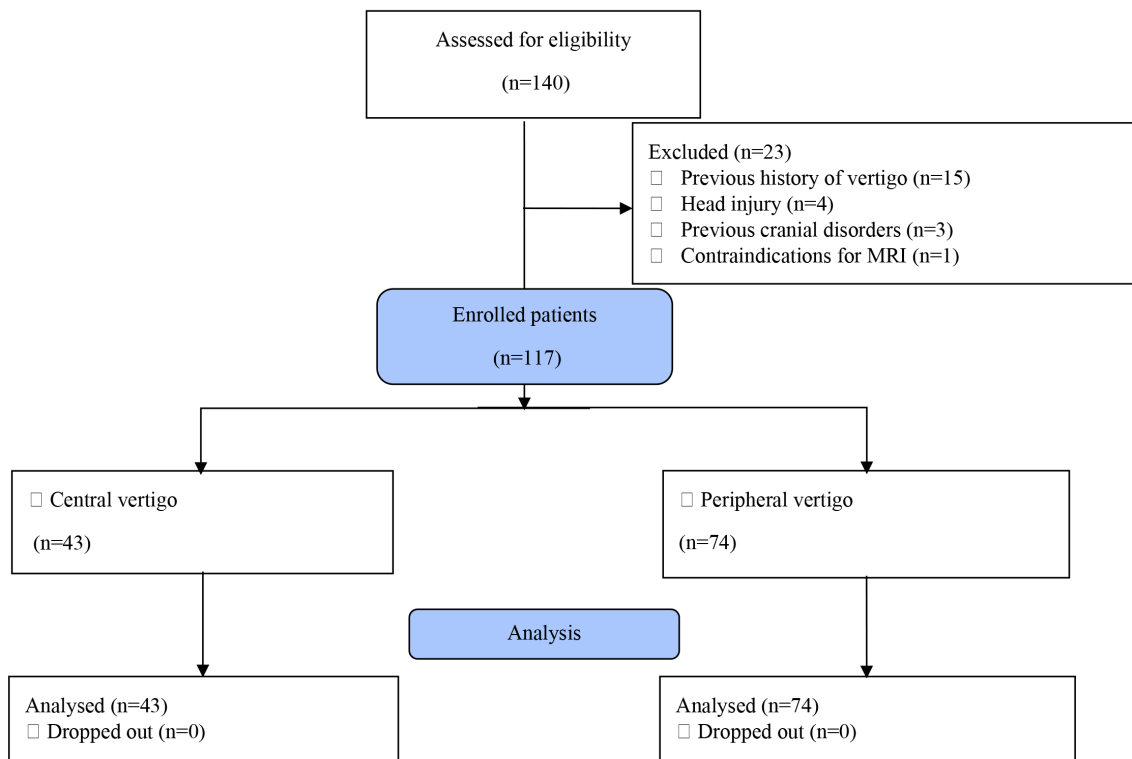 Assessed for eligibility
(n=140)
Excluded (n=23)
□ Previous history of vertigo (n=15)
□ Head injury (n=4)
□ Previous cranial disorders (n=3)
□ Contraindications for MRI (n=1)
Enrolled patients
(n=117)
□ Central vertigo
(n=43)
□ Peripheral vertigo
(n=74)
Analysis
Analysed (n=43)
□ Dropped out (n=0)
Analysed (n=74)
□ Dropped out (n=0)